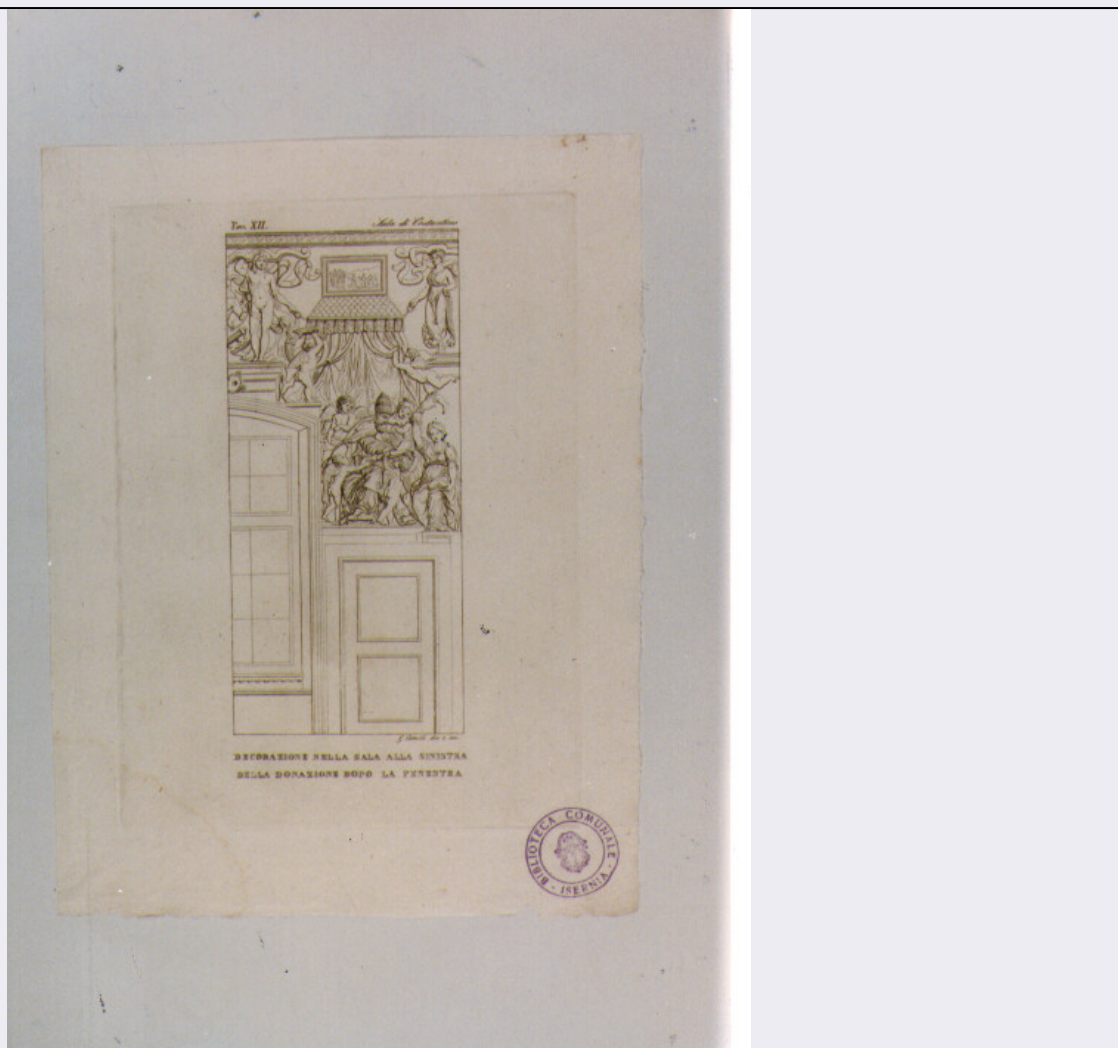 Tav. XII. Sala di Costantino
DECORAZIONE NELLA SALA ALLA SINISTRA
DELLA DONAZIONE DOPO LA FENESTRA
BIBLIOTECA COMUNALE
- ISERNIA -